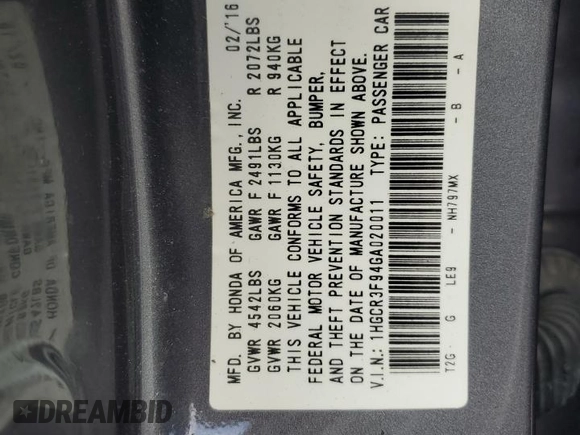 MFD. BY HONDA OF AMERICA MFG., INC. 02/'16
GVWR 4542LBS GAWR F 2491LBS R 2072LBS
GVWR 2060KG GAWR F 1130KG R 940KG
THIS VEHICLE CONFORMS TO ALL APPLICABLE
FEDERAL MOTOR VEHICLE SAFETY, BUMPER,
AND THEFT PREVENTION STANDARDS IN EFFECT
ON THE DATE OF MANUFACTURE SHOWN ABOVE.
V.I.N.: 1HGCR3F94GA020011 TYPE: PASSENGER CAR
T2G G LE9 - NH797MX - B - A
DREAMBID